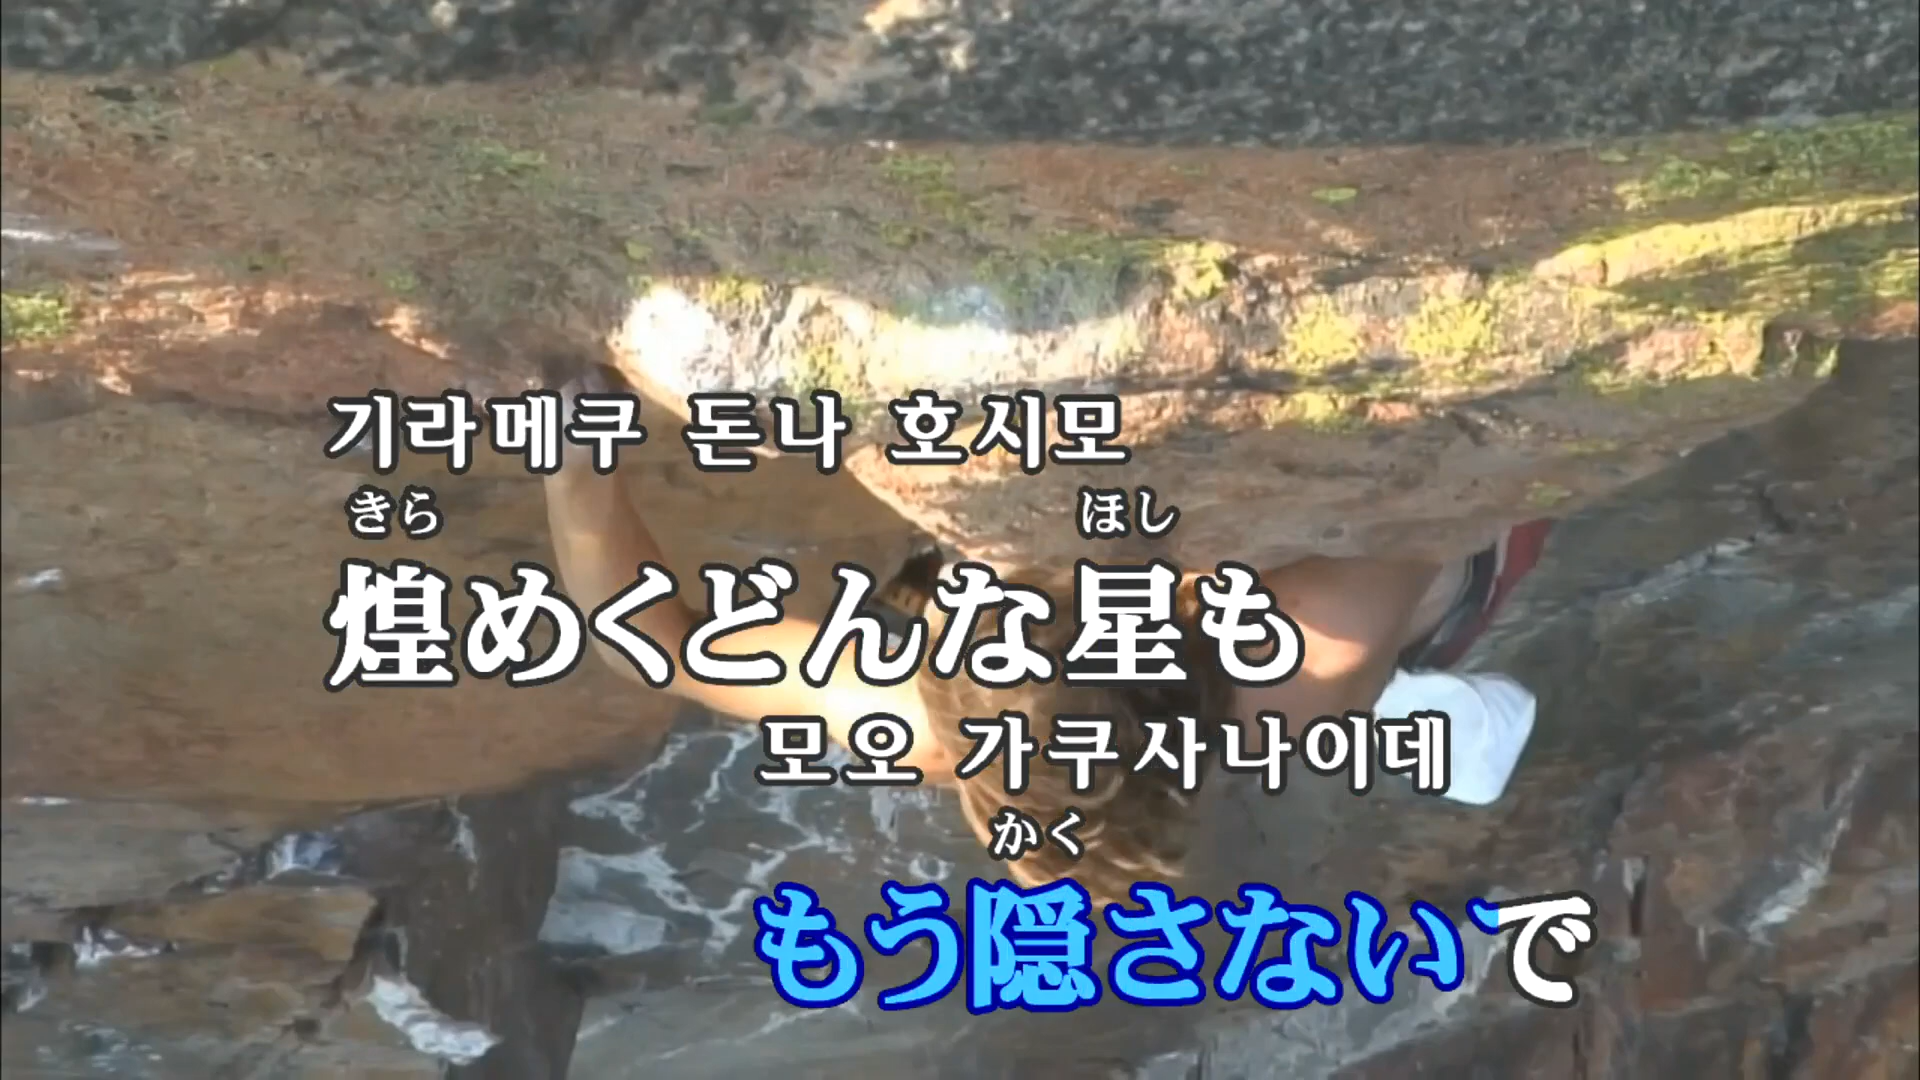 기라메쿠 돈나 호시모
きら ほし
煌めくどんな星も
모오 가쿠사나이데
かく
もう隠さないで